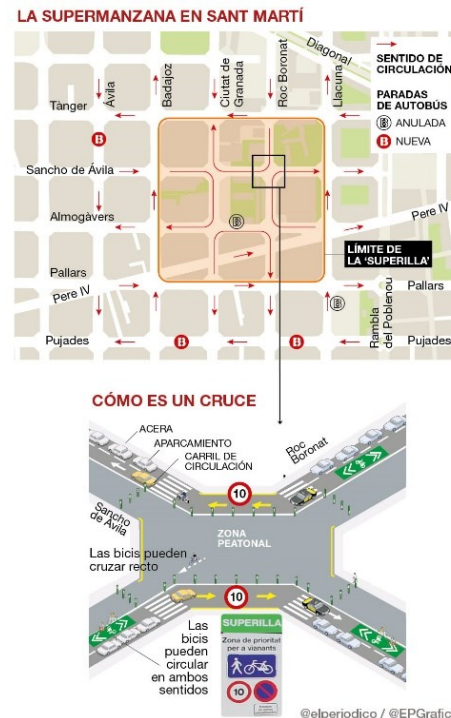 LA SUPERMANZANA EN SANT MARTÍ
Diagonal
SENTIDO DE
CIRCULACIÓN
PARADAS
DE AUTOBÚS
B ANULADA
B NUEVA
Tànger
Ávila
Badajoz
Ciutat de
Granada
Roc Boronat
Llacuna
B
Sancho de Ávila
Almogàvers
B
Pere IV
LÍMITE DE
LA ‘SUPERILLA’
Pallars
Pere IV
B
Pallars
Pujades
B
B
Rambla
del Poblenou
Pujades
CÓMO ES UN CRUCE
ACERA
APARCAMIENTO
CARRIL DE
CIRCULACIÓN
Roc
Boronat
10
Sancho
de Ávila
ZONA
PEATONAL
Las bicis pueden
cruzar recto
10
Las
bicis
pueden
circular
en ambos
sentidos
SUPERILLA
Zona de prioritat
per a vianants
10
@elperiodico / @EPGrafic